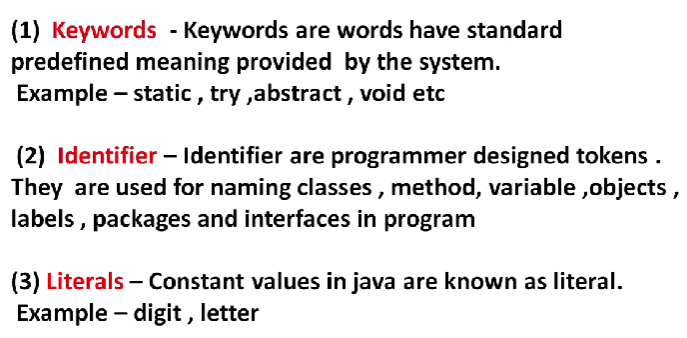 (1) Keywords - Keywords are words have standard
predefined meaning provided by the system.
Example – static , try ,abstract , void etc
(2) Identifier – Identifier are programmer designed tokens .
They are used for naming classes , method, variable ,objects ,
labels , packages and interfaces in program
(3) Literals – Constant values in java are known as literal.
Example – digit , letter